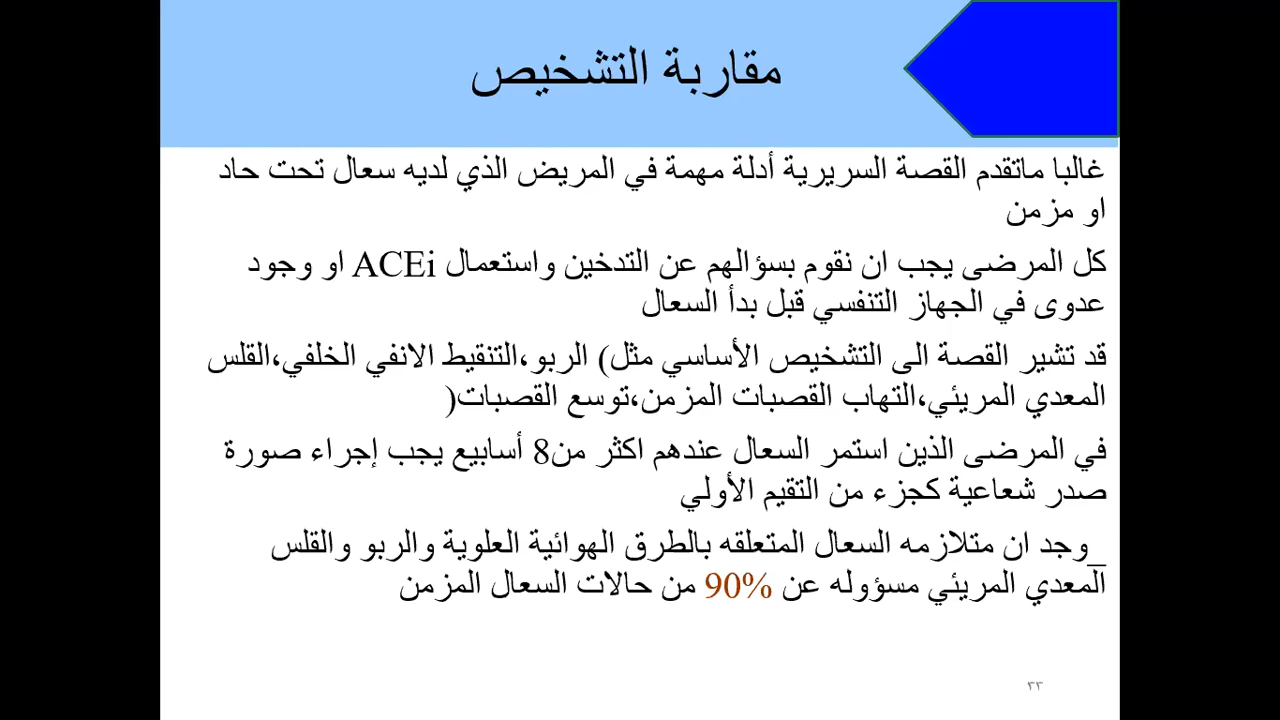 مقاربة التشخيص
غالبا ماتقدم القصة السريرية أدلة مهمة في المريض الذي لديه سعال تحت حاد
او مزمن
كل المرضى يجب ان نقوم بسؤالهم عن التدخين واستعمال ACEi او وجود
عدوى في الجهاز التنفسي قبل بدأ السعال
قد تشير القصة الى التشخيص الأساسي مثل) الربو،التنقيط الانفي الخلفي،القلس
المعدي المريئي،التهاب القصبات المزمن،توسع القصبات(
في المرضى الذين استمر السعال عندهم اكثر من8 أسابيع يجب إجراء صورة
صدر شعاعية كجزء من التقيم الأولي
_وجد ان متلازمه السعال المتعلقه بالطرق الهوائية العلوية والربو والقلس
المعدي المريئي مسؤوله عن 90% من حالات السعال المزمن
٣٣